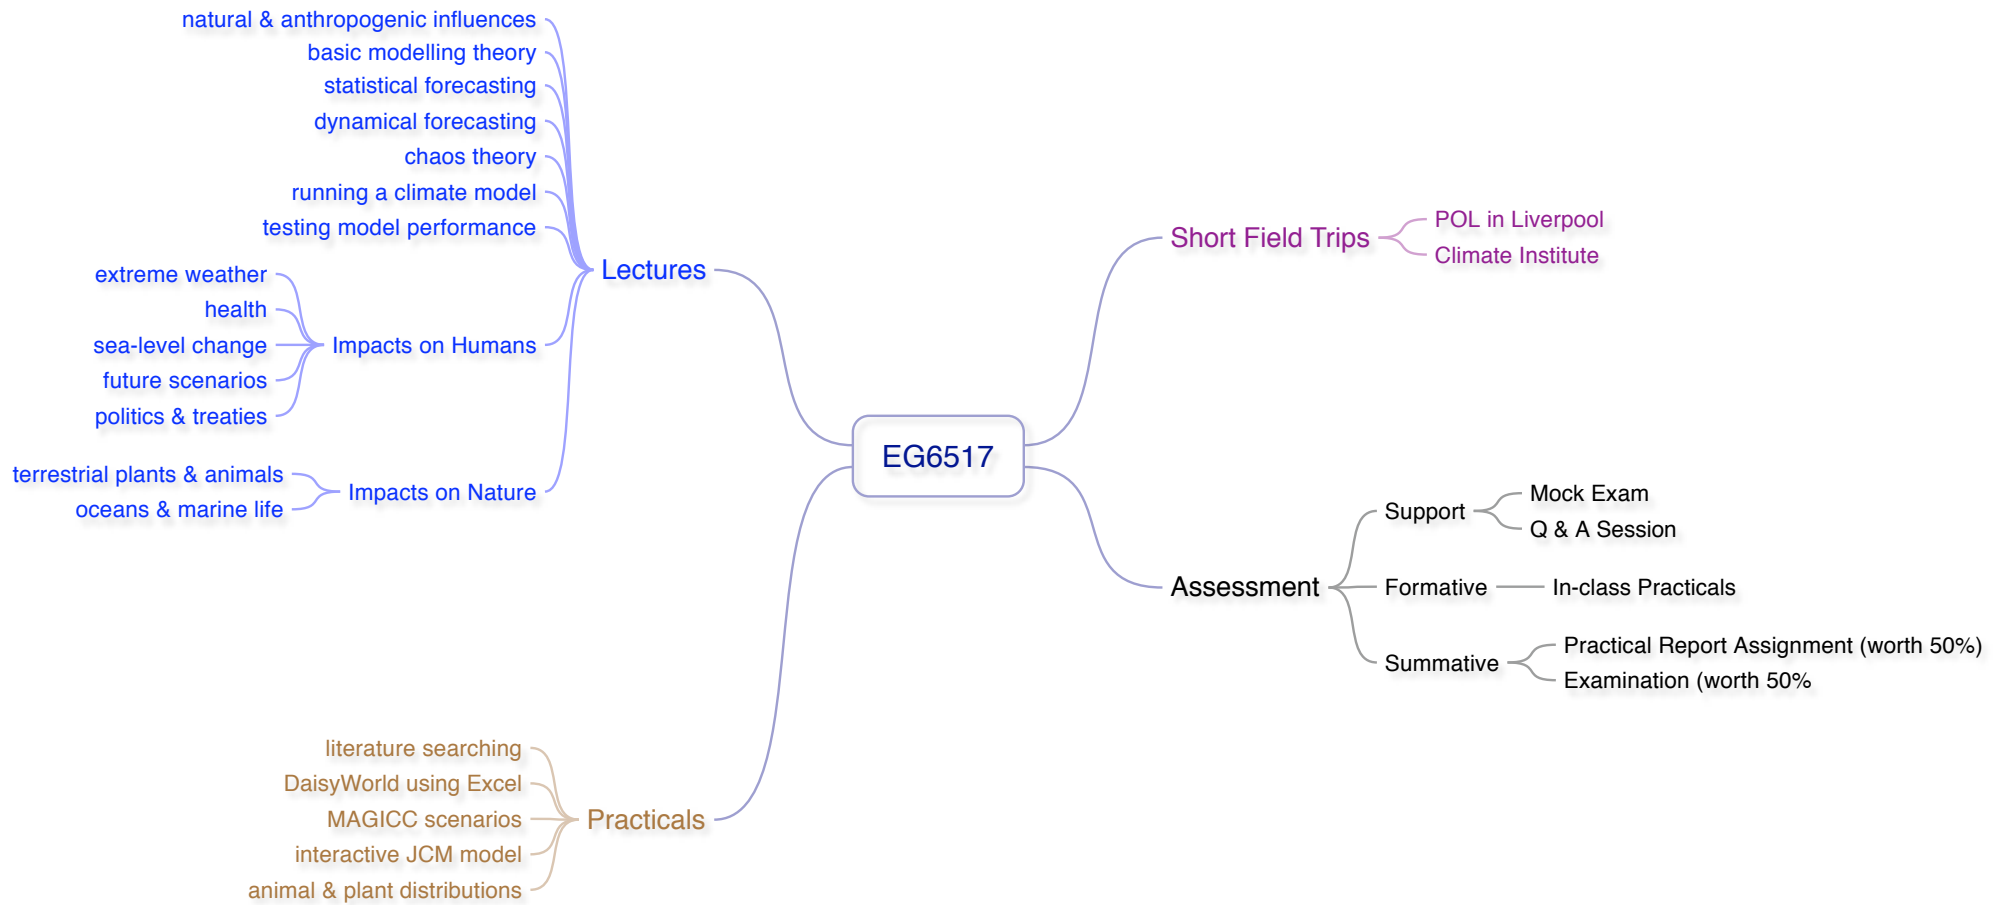 natural & anthropogenic influences
basic modelling theory
statistical forecasting
dynamical forecasting
chaos theory
running a climate model
testing model performance
Lectures
extreme weather
health
sea-level change
future scenarios
politics & treaties
Impacts on Humans
terrestrial plants & animals
oceans & marine life
Impacts on Nature
literature searching
DaisyWorld using Excel
MAGICC scenarios
interactive JCM model
animal & plant distributions
Practicals
EG6517
Short Field Trips
POL in Liverpool
Climate Institute
Assessment
Support
Mock Exam
Q & A Session
Formative
In-class Practicals
Summative
Practical Report Assignment (worth 50%)
Examination (worth 50%